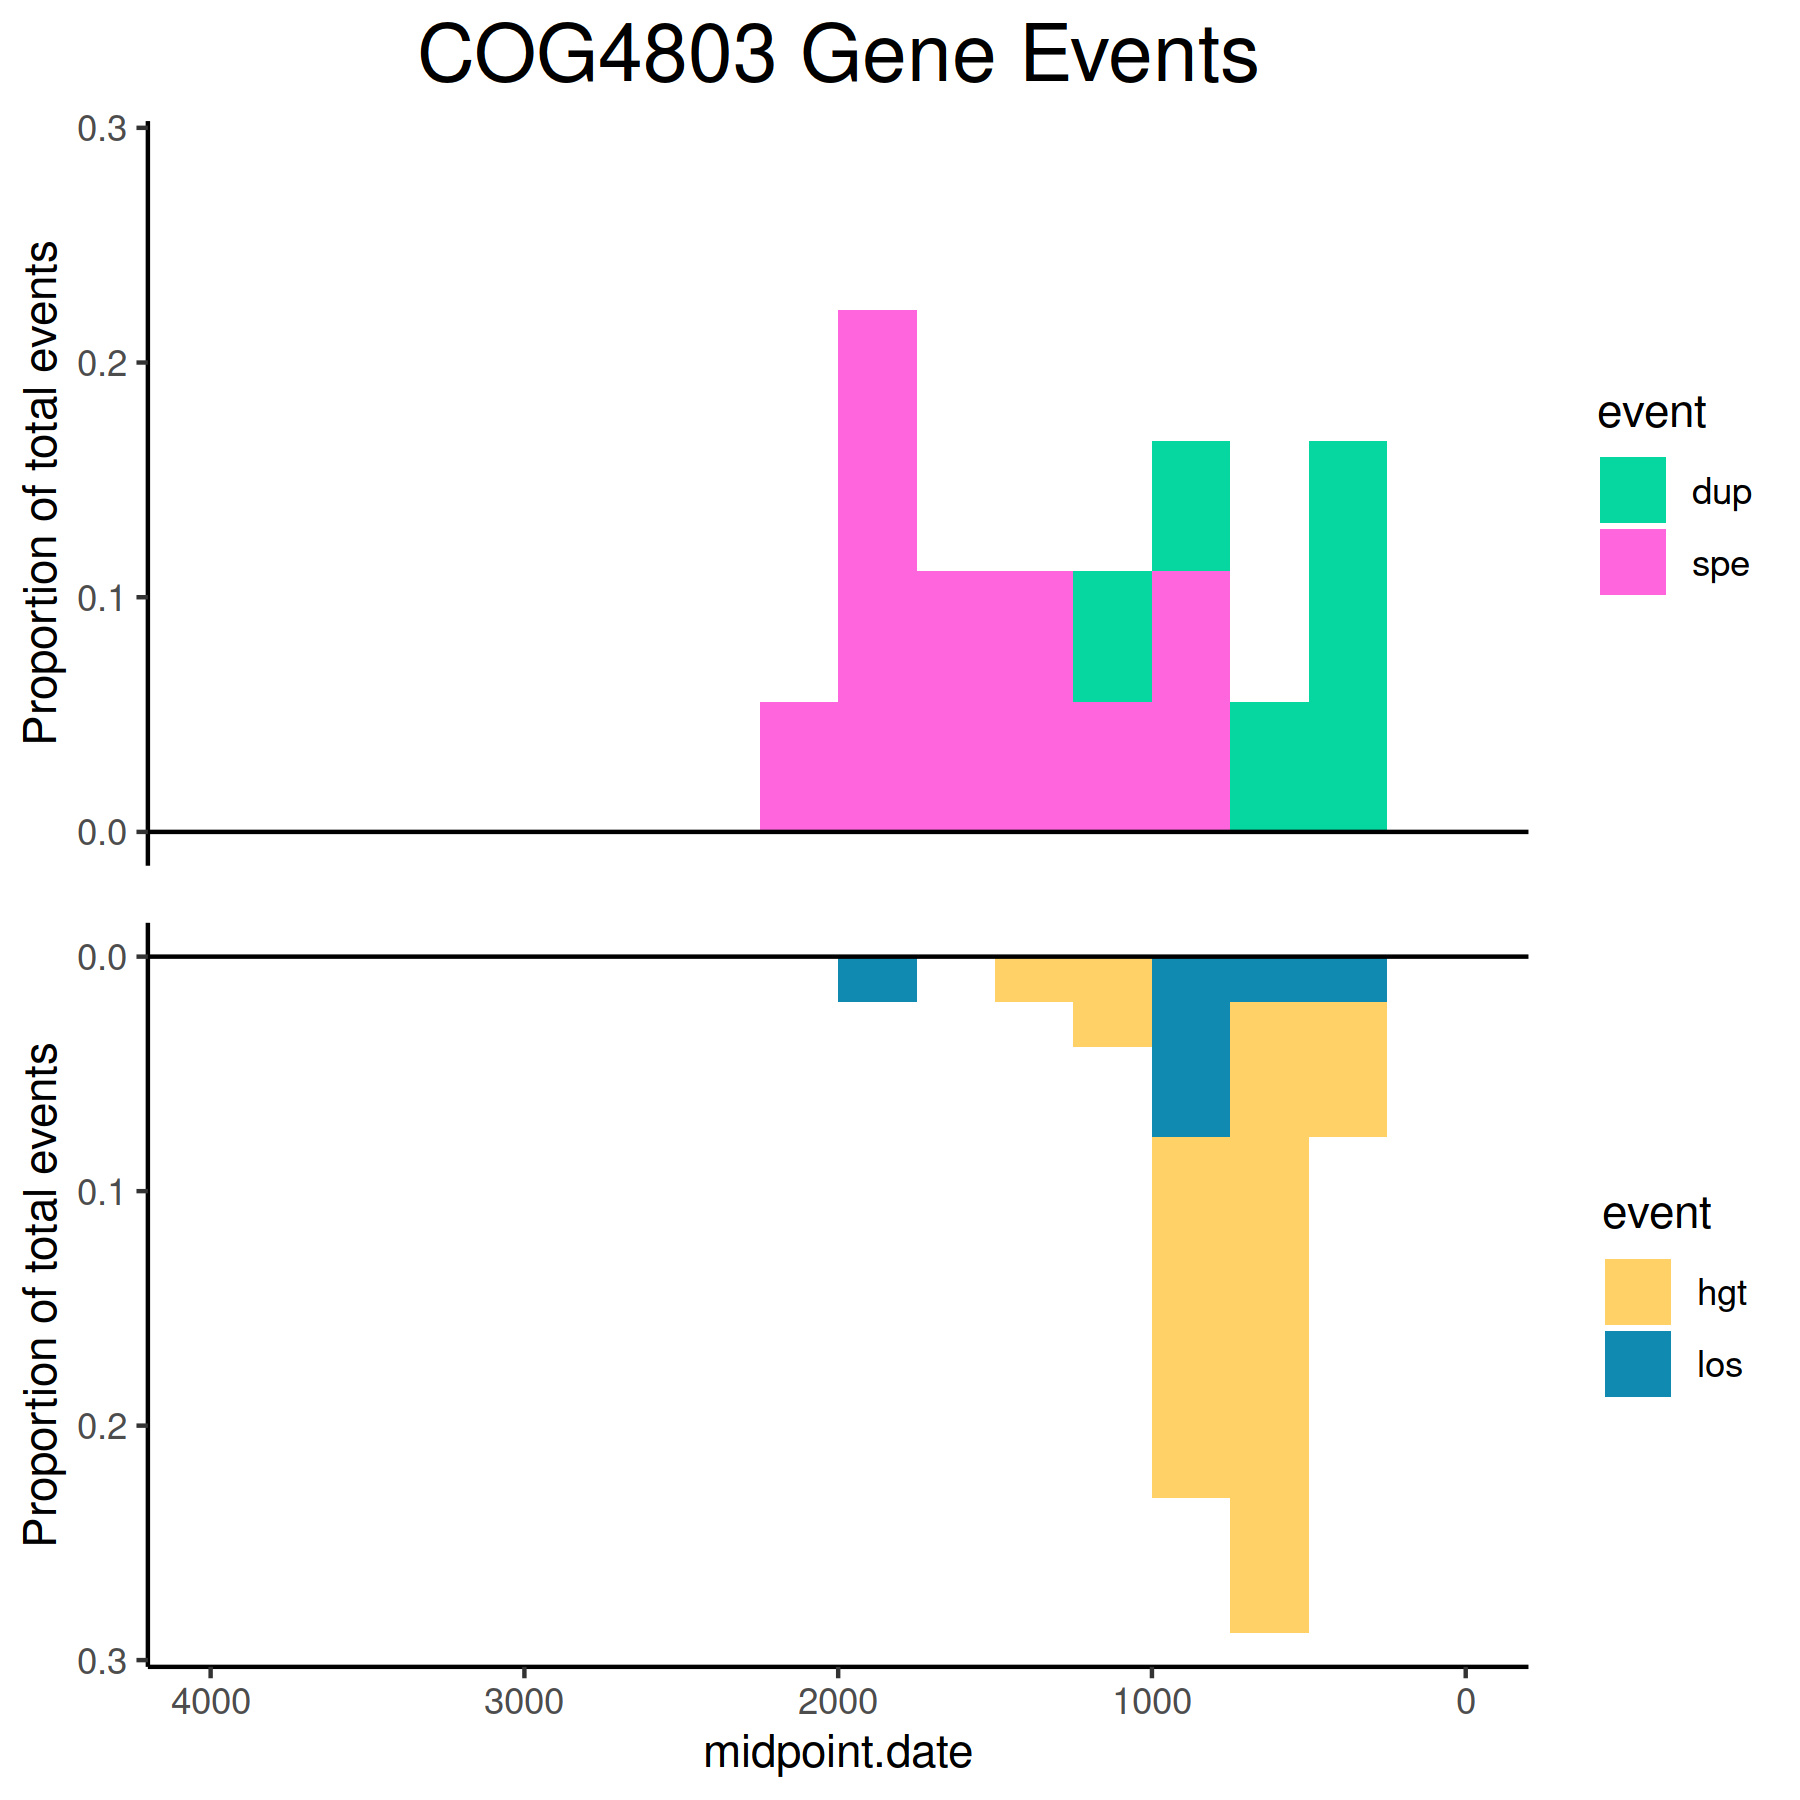 COG4803 Gene Events
0.3
0.2
0.1
0.0
Proportion of total events
event
dup
spe
0.0
0.1
0.2
0.3
Proportion of total events
event
hgt
los
4000 3000 2000 1000 0
midpoint.date